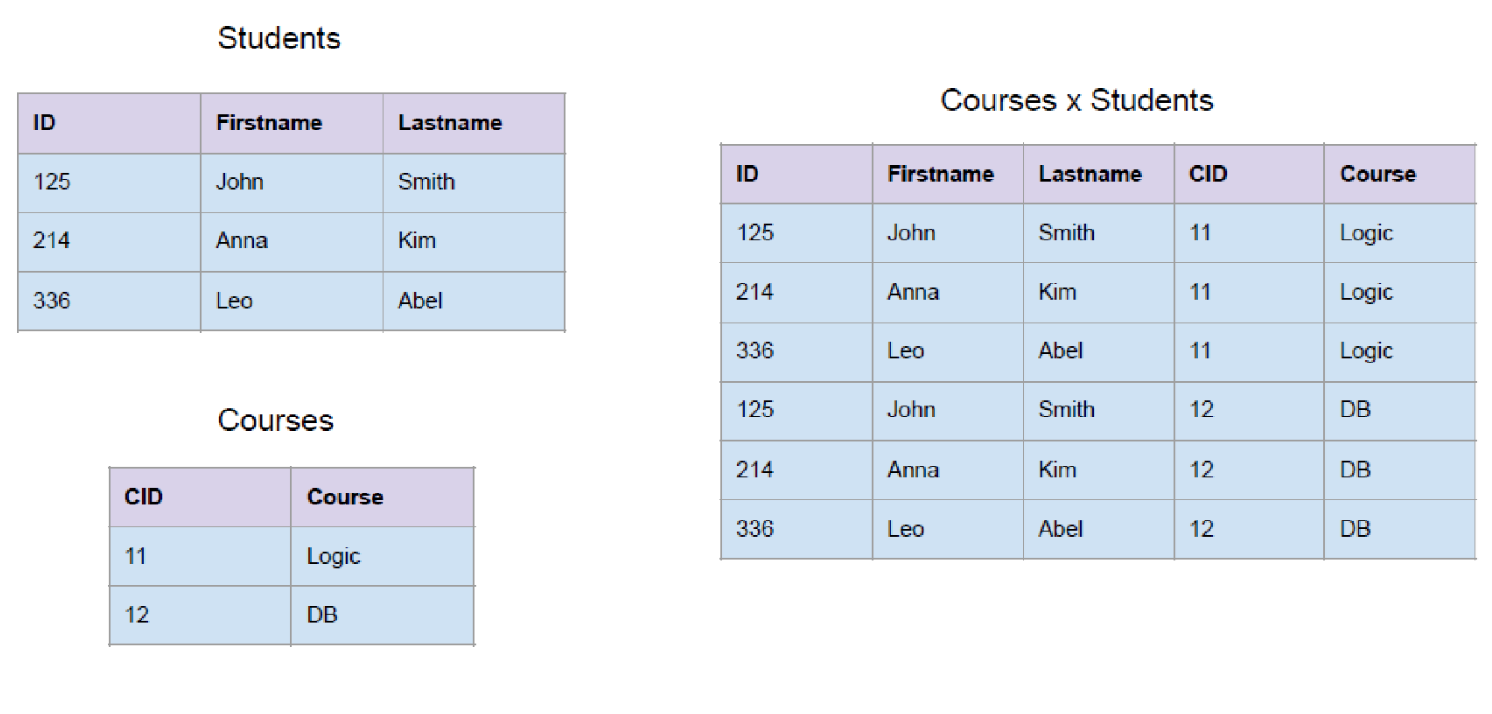 Students
ID Firstname Lastname
125 John Smith
214 Anna Kim
336 Leo Abel
Courses
CID Course
11 Logic
12 DB
Courses x Students
ID Firstname Lastname CID Course
125 John Smith 11 Logic
214 Anna Kim 11 Logic
336 Leo Abel 11 Logic
125 John Smith 12 DB
214 Anna Kim 12 DB
336 Leo Abel 12 DB